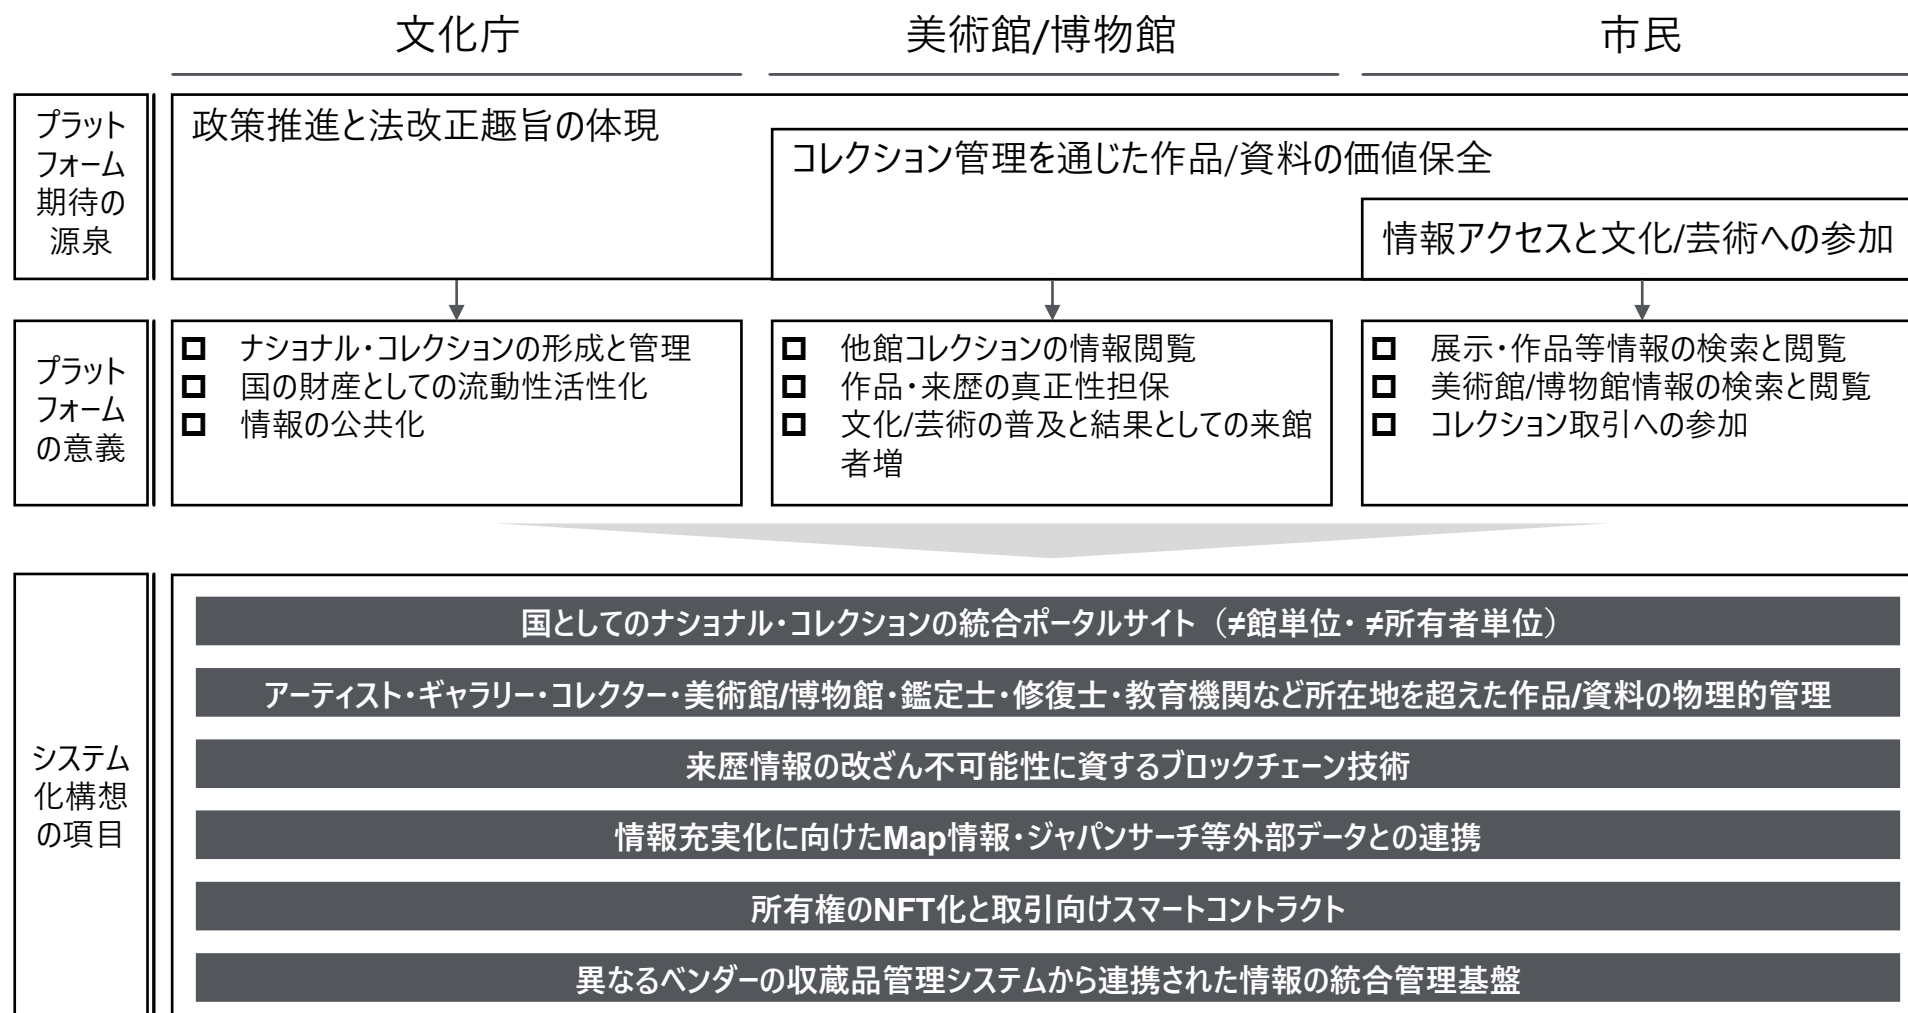 文化庁
美術館/博物館
市民
プラット
フォーム
期待の
源泉
政策推進と法改正趣旨の体現
コレクション管理を通じた作品/資料の価値保全
情報アクセスと文化/芸術への参加
プラット
フォーム
の意義
ナショナル・コレクションの形成と管理
国の財産としての流動性活性化
情報の公共化
他館コレクションの情報閲覧
作品・来歴の真正性担保
文化/芸術の普及と結果としての来館
者増
展示・作品等情報の検索と閲覧
美術館/博物館情報の検索と閲覧
コレクション取引への参加
システム
化構想
の項目
国としてのナショナル・コレクションの統合ポータルサイト（≠館単位・ ≠所有者単位）
アーティスト・ギャラリー・コレクター・美術館/博物館・鑑定士・修復士・教育機関など所在地を超えた作品/資料の物理的管理
来歴情報の改ざん不可能性に資するブロックチェーン技術
情報充実化に向けたMap情報・ジャパンサーチ等外部データとの連携
所有権のNFT化と取引向けスマートコントラクト
異なるベンダーの収蔵品管理システムから連携された情報の統合管理基盤